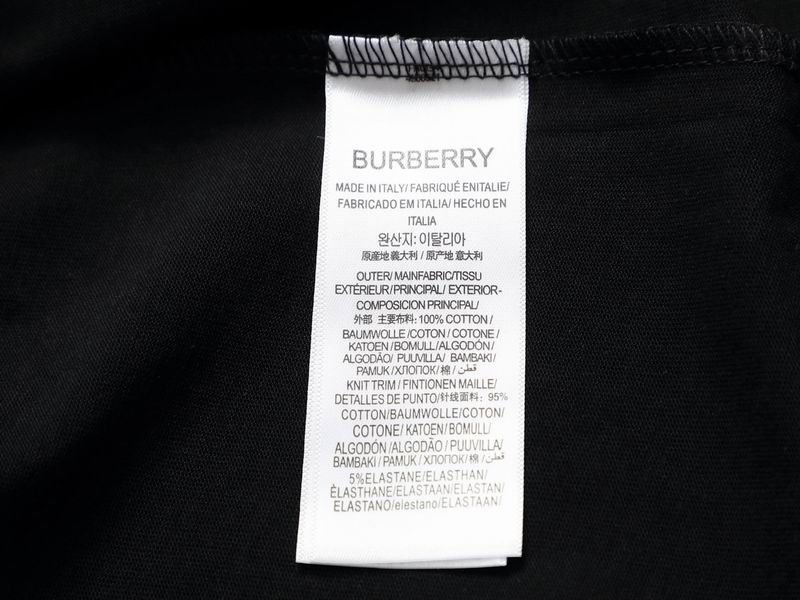 BURBERRY
MADE IN ITALY/ FABRIQUÉ ENITALIE/
FABRICADO EM ITALIA/ HECHO EN
ITALIA
완산지: 이탈리아
原産地 義大利 / 原产地 意大利
OUTER/ MAINFABRIC/TISSU
EXTÉRIEUR/PRINCIPAL/ EXTERIOR-
COMPOSICION PRINCIPAL/
外部 主要布料: 100% COTTON /
BAUMWOLLE /COTON / COTONE /
KATOEN /BOMULL/ALGODÓN/
ALGODÃO/ PUUVILLA/ BAMBAKI/
PAMUK /ХЛОПОК/ 棉/ قطن
KNIT TRIM / FINTIONEN MAILLE/
DETALLES DE PUNTO/针线面料: 95%
COTTON/BAUMWOLLE/COTON/
COTONE/ KATOEN/BOMULL/
ALGODÓN /ALGODÃO / PUUVILLA/
BAMBAKI / PAMUK / ХЛОПОК/棉/ قطن
5%ELASTANE/ELASTHAN/
ÈLASTHANE/ELASTAAN/ELASTAN/
ELASTANO/elestano/ELASTAAN/